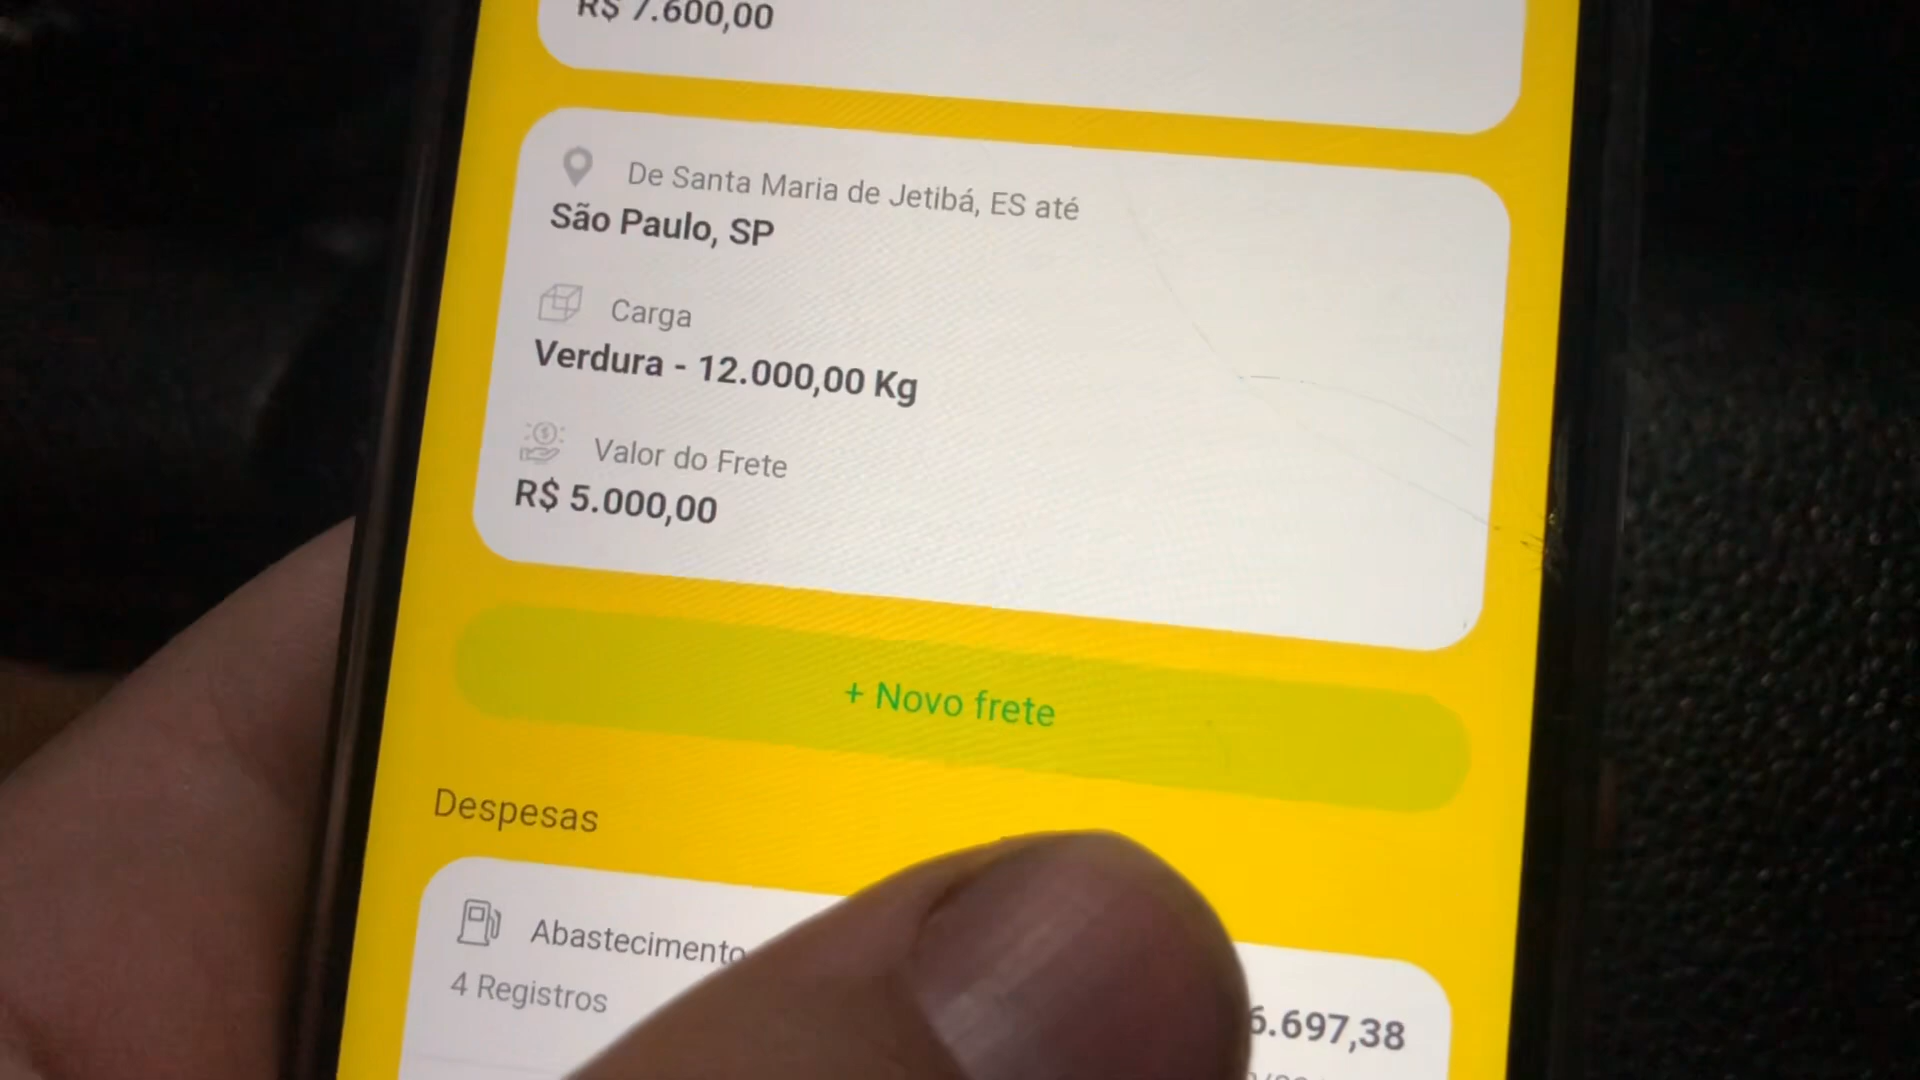 R$ 7.600,00
De Santa Maria de Jetibá, ES até
São Paulo, SP
Carga
Verdura - 12.000,00 Kg
Valor do Frete
R$ 5.000,00
+ Novo frete
Despesas
Abastecimento
4 Registros
6.697,38